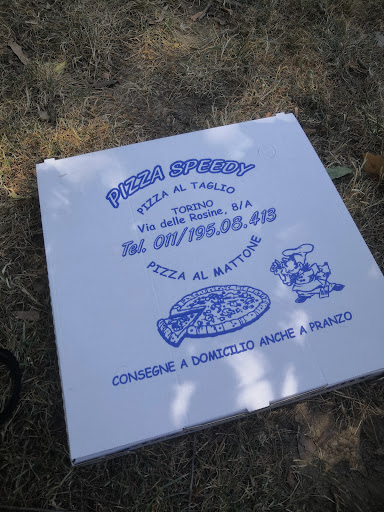 PIZZA SPEEDY
PIZZA AL TAGLIO
TORINO
Via delle Rosine, 8/A
Tel. 011/195.08.413
PIZZA AL MATTONE
CONSEGNE A DOMICILIO ANCHE A PRANZO